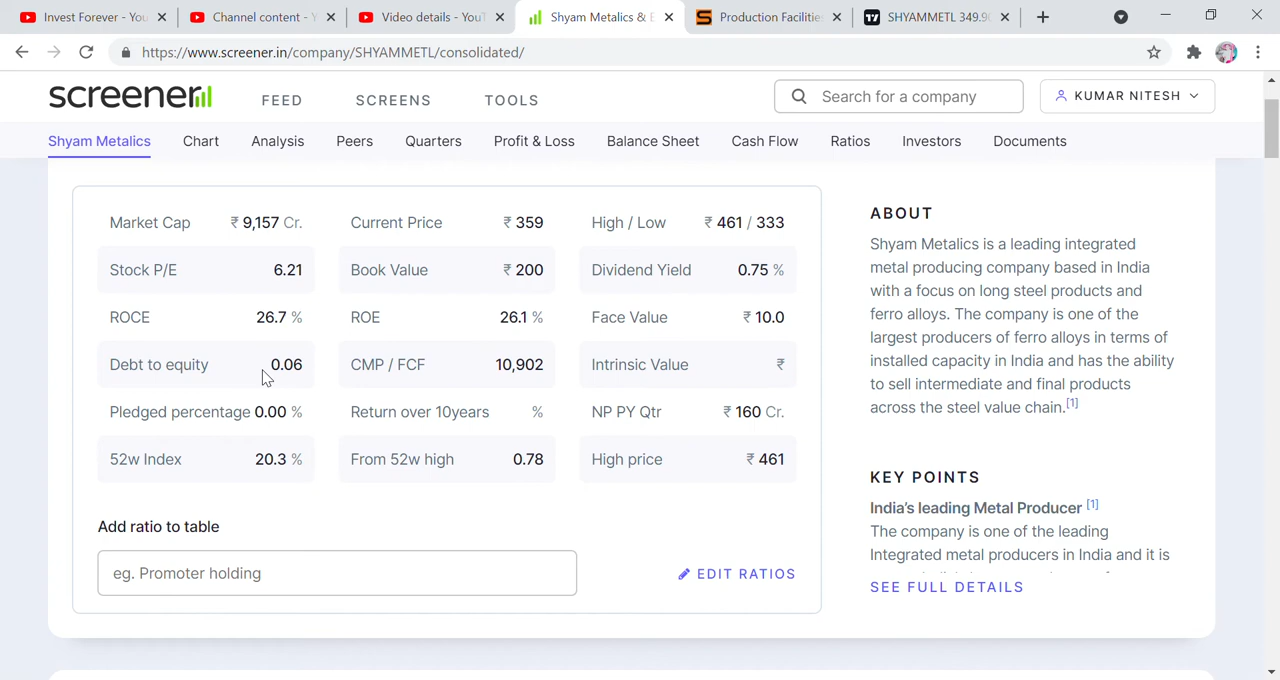 Invest Forever - You
Channel content - Y
Video details - YouT
Shyam Metalics & E
Production Facilities
SHYAMMETL 349.90
https://www.screener.in/company/SHYAMMETL/consolidated/
screener
FEED
SCREENS
TOOLS
Search for a company
KUMAR NITESH
Shyam Metalics
Chart
Analysis
Peers
Quarters
Profit & Loss
Balance Sheet
Cash Flow
Ratios
Investors
Documents
Market Cap ₹ 9,157 Cr.
Current Price ₹ 359
High / Low ₹ 461 / 333
Stock P/E 6.21
Book Value ₹ 200
Dividend Yield 0.75 %
ROCE 26.7 %
ROE 26.1 %
Face Value ₹ 10.0
Debt to equity 0.06
CMP / FCF 10,902
Intrinsic Value ₹
Pledged percentage 0.00 %
Return over 10years %
NP PY Qtr ₹ 160 Cr.
52w Index 20.3 %
From 52w high 0.78
High price ₹ 461
Add ratio to table
eg. Promoter holding
EDIT RATIOS
ABOUT
Shyam Metalics is a leading integrated
metal producing company based in India
with a focus on long steel products and
ferro alloys. The company is one of the
largest producers of ferro alloys in terms of
installed capacity in India and has the ability
to sell intermediate and final products
across the steel value chain.[1]
KEY POINTS
India's leading Metal Producer [1]
The company is one of the leading
Integrated metal producers in India and it is
SEE FULL DETAILS